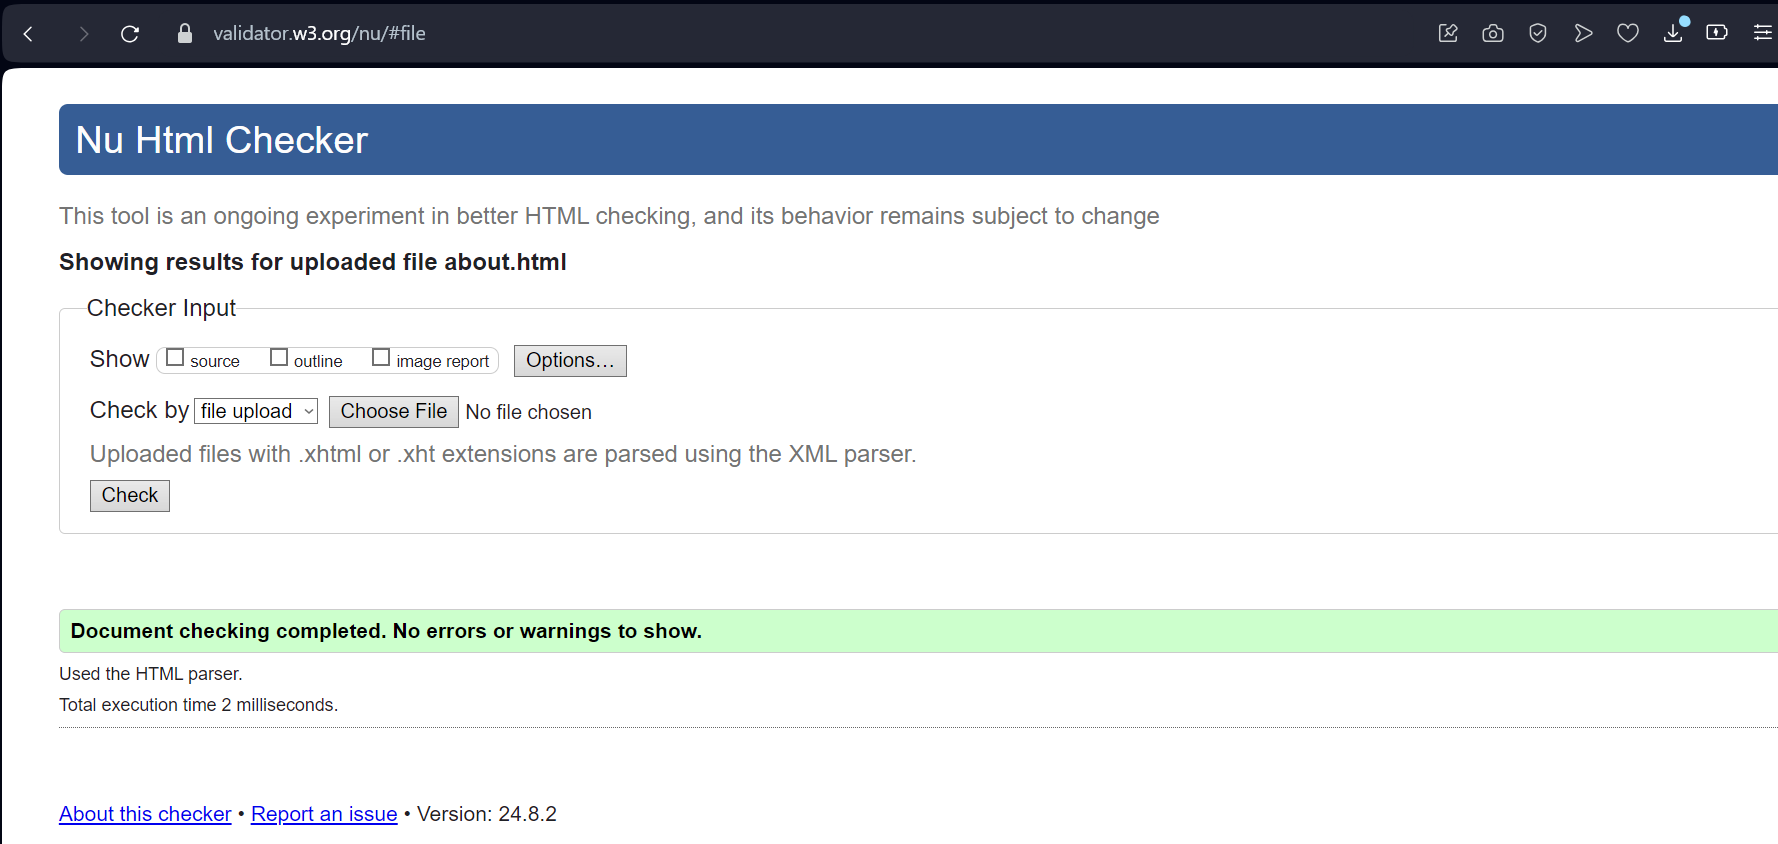 validator.w3.org/nu/#file
Nu Html Checker
This tool is an ongoing experiment in better HTML checking, and its behavior remains subject to change
Showing results for uploaded file about.html
Checker Input
Show source outline image report Options...
Check by file upload Choose File No file chosen
Uploaded files with .xhtml or .xht extensions are parsed using the XML parser.
Check
Document checking completed. No errors or warnings to show.
Used the HTML parser.
Total execution time 2 milliseconds.
About this checker • Report an issue • Version: 24.8.2